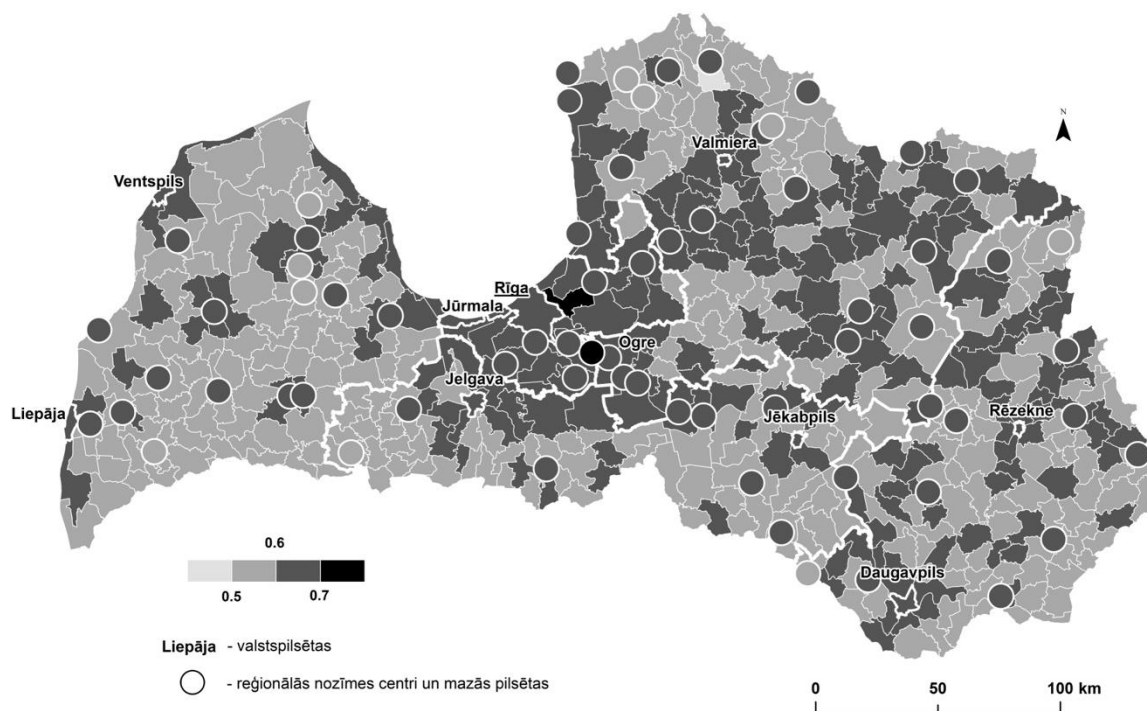 N
Valmiera
Ventspils
Rīga
Jūrmala
Ogre
Jelgava
Liepāja
Jēkabpils
Rēzekne
Daugavpils
0.6
0.5 0.7
Liepāja - valstspilsētas
- reģionālās nozīmes centri un mazās pilsētas
0 50 100 km